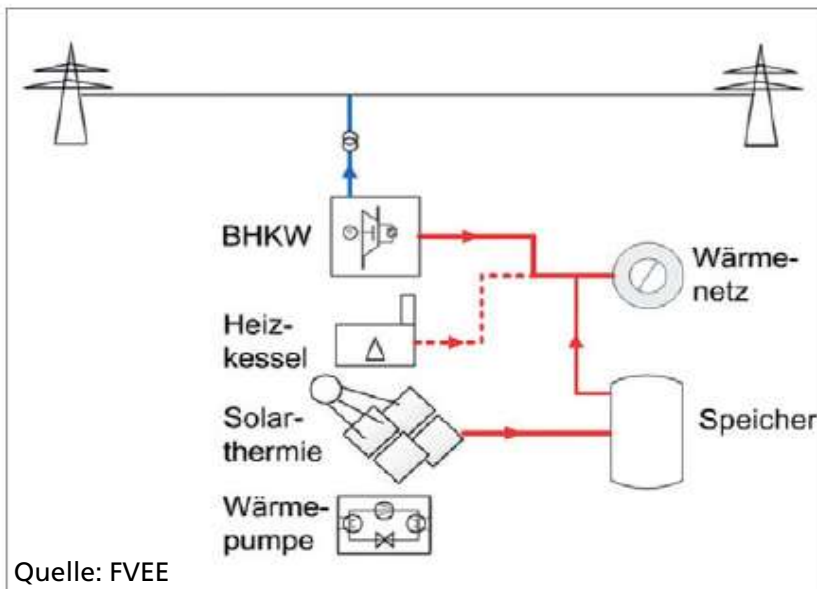 BHKW
Wärme-
netz
Heiz-
kessel
Solar-
thermie
Speicher
Wärme-
pumpe
Quelle: FVEE